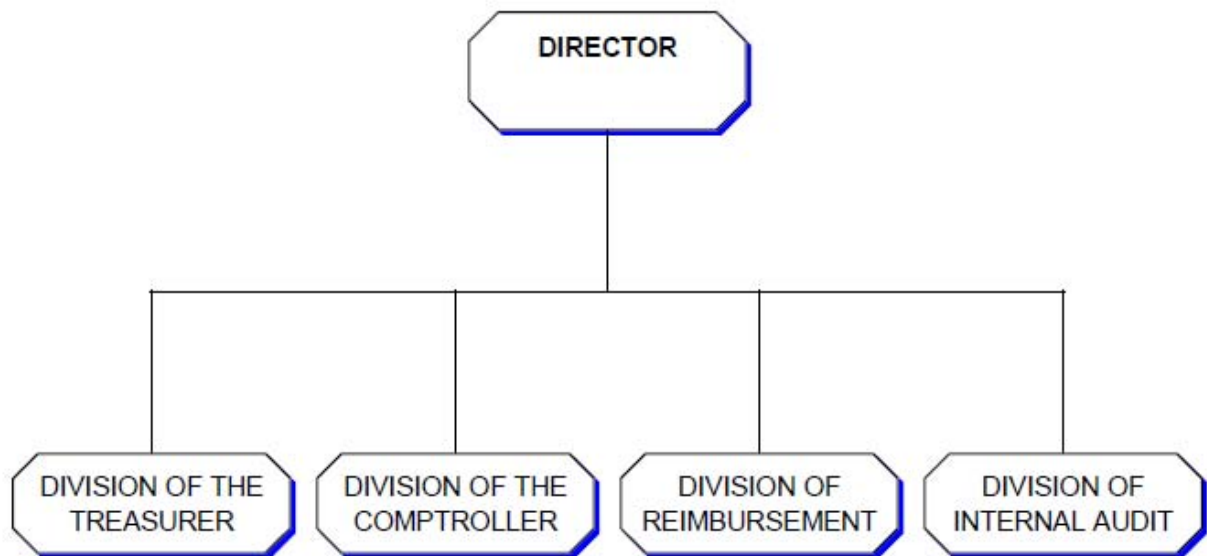 DIRECTOR
DIVISION OF THE
TREASURER
DIVISION OF THE
COMPTROLLER
DIVISION OF
REIMBURSEMENT
DIVISION OF
INTERNAL AUDIT